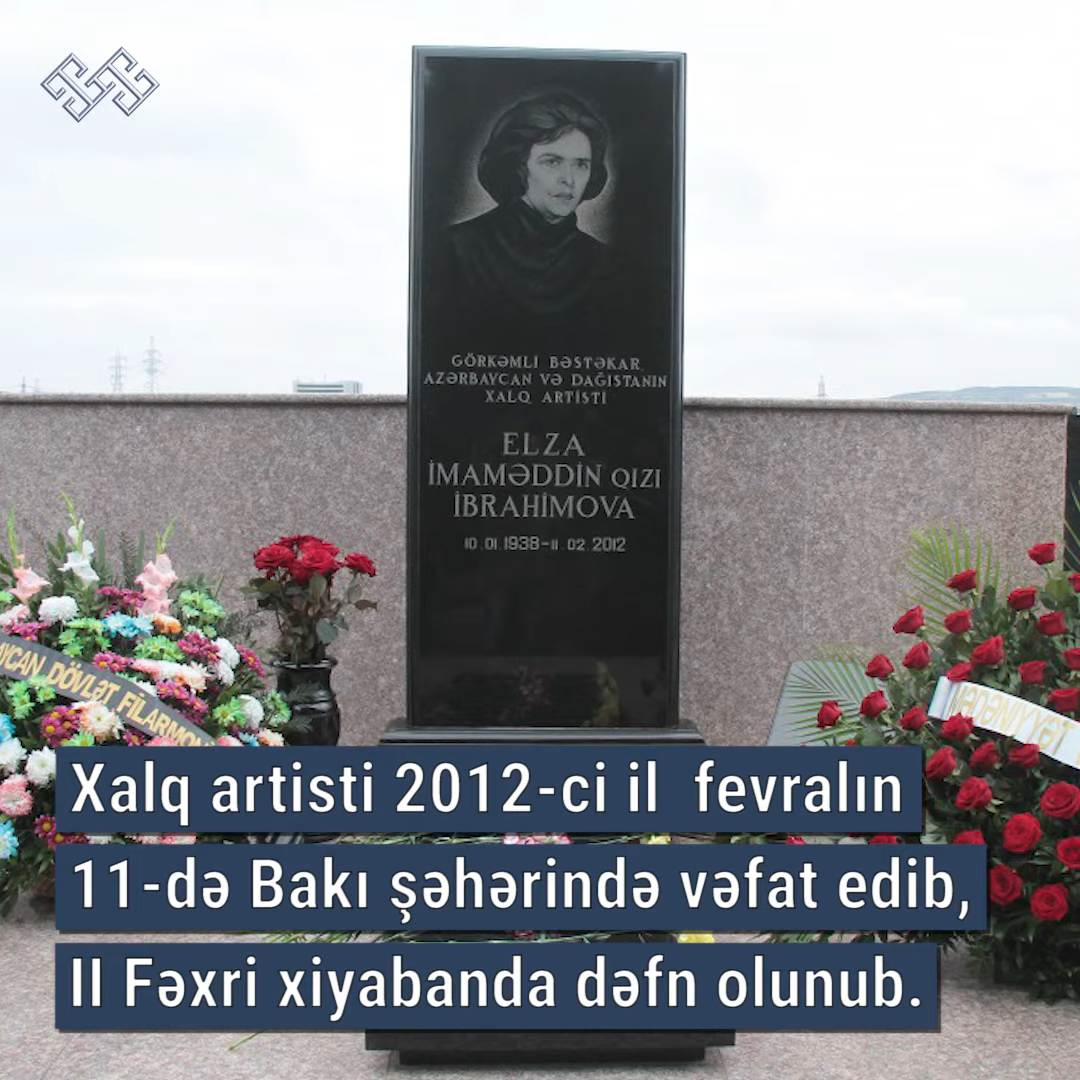 GÖRKƏMLİ BƏSTƏKAR,
AZƏRBAYCAN VƏ DAĞISTANIN
XALQ ARTİSTİ
ELZA
İMAMƏDDİN QIZI
İBRAHİMOVA
10.01.1938-11.02.2012
DÖVLƏT
Xalq artisti 2012-ci il fevralın
11-də Bakı şəhərində vəfat edib,
II Fəxri xiyabanda dəfn olunub.